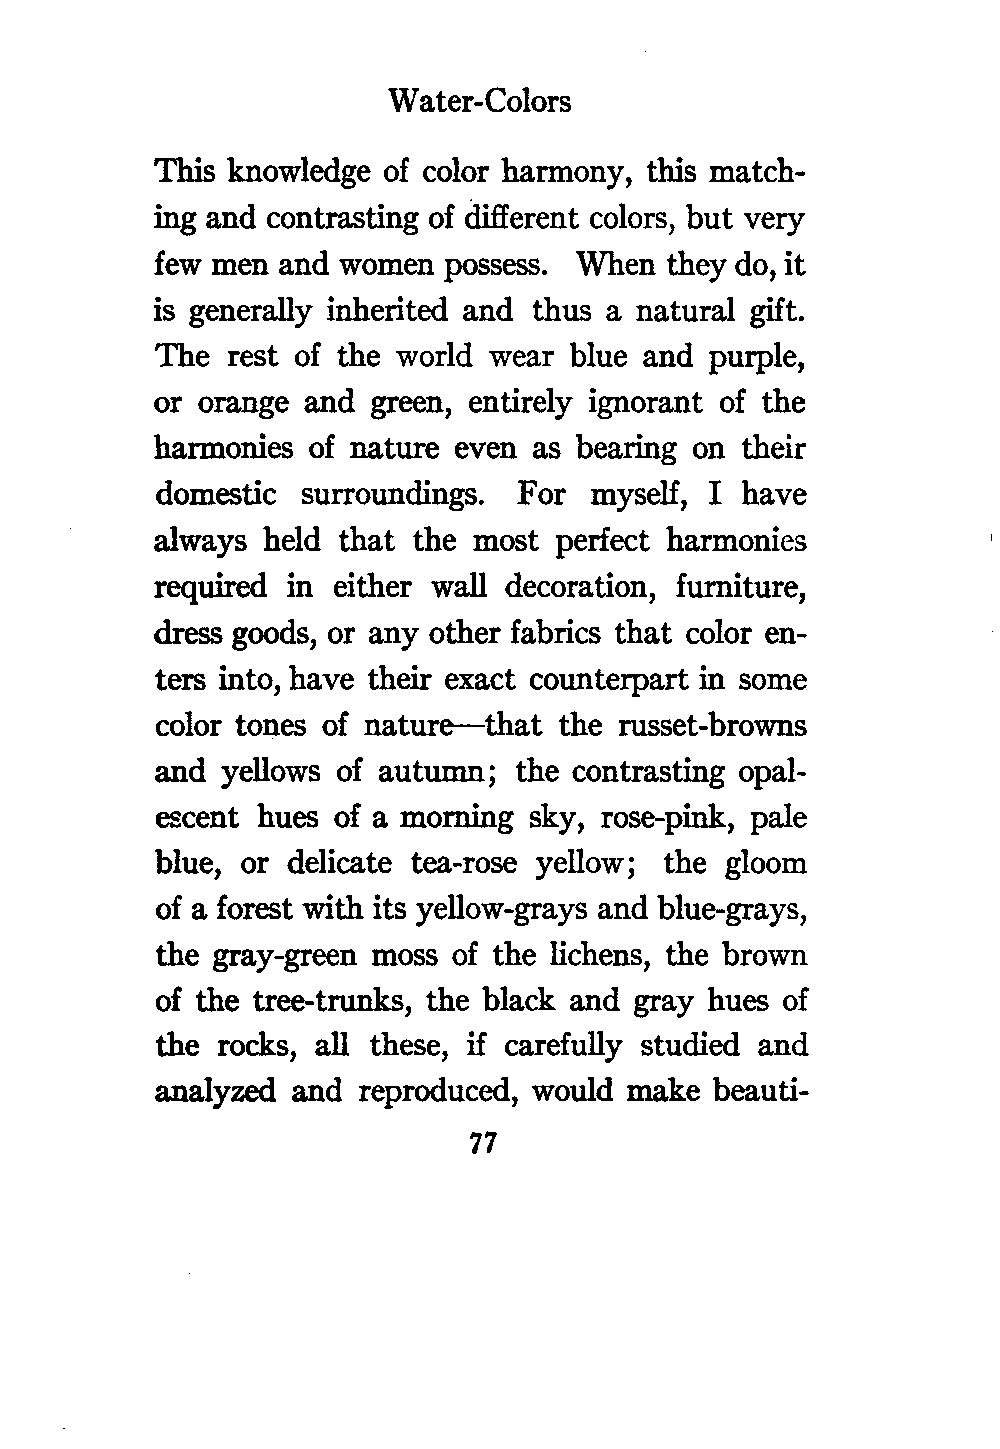 Water-Colors
This knowledge of color harmony, this match-
ing and contrasting of different colors, but very
few men and women possess. When they do, it
is generally inherited and thus a natural gift.
The rest of the world wear blue and purple,
or orange and green, entirely ignorant of the
harmonies of nature even as bearing on their
domestic surroundings. For myself, I have
always held that the most perfect harmonies
required in either wall decoration, furniture,
dress goods, or any other fabrics that color en-
ters into, have their exact counterpart in some
color tones of nature—that the russet-browns
and yellows of autumn; the contrasting opal-
escent hues of a morning sky, rose-pink, pale
blue, or delicate tea-rose yellow; the gloom
of a forest with its yellow-grays and blue-grays,
the gray-green moss of the lichens, the brown
of the tree-trunks, the black and gray hues of
the rocks, all these, if carefully studied and
analyzed and reproduced, would make beauti-
77